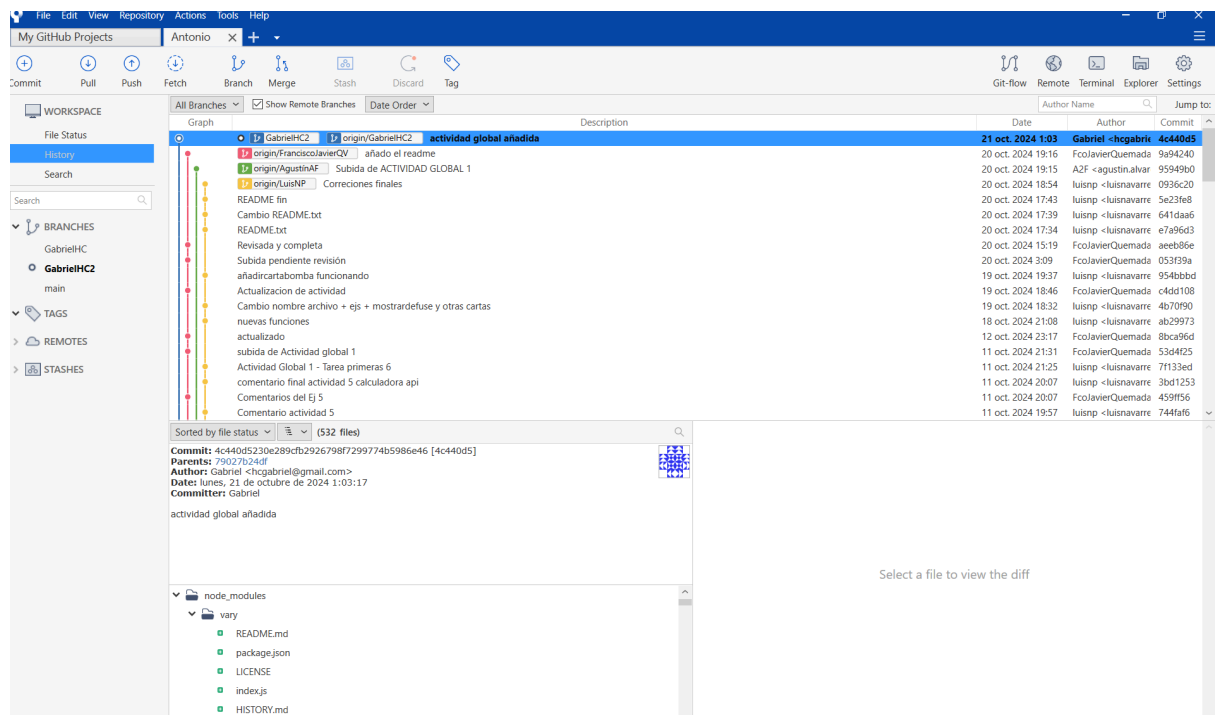 File Edit View Repository Actions Tools Help
My GitHub Projects Antonio
Commit Pull Push Fetch Branch Merge Stash Discard Tag Git-flow Remote Terminal Explorer Settings
WORKSPACE
File Status
History
Search
Search
BRANCHES
GabrielHC
GabrielHC2
main
TAGS
REMOTES
STASHES
All Branches Show Remote Branches Date Order Author Name Jump to:
Graph Description Date Author Commit
GabrielHC2 origin/GabrielHC2 actividad global añadida 21 oct. 2024 1:03 Gabriel <hcgabrie 4c440d5
origin/FranciscoJavierQV añado el readme 20 oct. 2024 19:16 FcoJavierQuemada 9a94240
origin/AgustínAF Subida de ACTIVIDAD GLOBAL 1 20 oct. 2024 19:15 A2F <agustin.alvar 95949b0
origin/LuisNP Correciones finales 20 oct. 2024 18:54 luisnp <luisnavarre 0936c20
README fin 20 oct. 2024 17:43 luisnp <luisnavarre 5e23fe8
Cambio README.txt 20 oct. 2024 17:39 luisnp <luisnavarre 641daa6
README.txt 20 oct. 2024 17:34 luisnp <luisnavarre e7a96d3
Revisada y completa 20 oct. 2024 15:19 FcoJavierQuemada aeeb86e
Subida pendiente revisión 20 oct. 2024 3:09 FcoJavierQuemada 053f39a
añadircartabomba funcionando 19 oct. 2024 19:37 luisnp <luisnavarre 954bbbd
Actualizacion de actividad 19 oct. 2024 18:46 FcoJavierQuemada c4dd108
Cambio nombre archivo + ejs + mostrardefuse y otras cartas 19 oct. 2024 18:32 luisnp <luisnavarre 4b70f90
nuevas funciones 18 oct. 2024 21:08 luisnp <luisnavarre ab29973
actualizado 12 oct. 2024 23:17 FcoJavierQuemada 8bca96d
subida de Actividad global 1 11 oct. 2024 21:31 FcoJavierQuemada 53d4f25
Actividad Global 1 - Tarea primeras 6 11 oct. 2024 21:25 luisnp <luisnavarre 7f133ed
comentario final actividad 5 calculadora api 11 oct. 2024 20:07 luisnp <luisnavarre 3bd1253
Comentarios del Ej 5 11 oct. 2024 20:07 FcoJavierQuemada 459ff56
Comentario actividad 5 11 oct. 2024 19:57 luisnp <luisnavarre 744faf6
Sorted by file status (532 files)
Commit: 4c440d5230e289cfb2926798f7299774b5986e46 [4c440d5]
Parents: 79027b24df
Author: Gabriel <hcgabriel@gmail.com>
Date: lunes, 21 de octubre de 2024 1:03:17
Committer: Gabriel
actividad global añadida
Select a file to view the diff
node_modules
vary
README.md
package.json
LICENSE
index.js
HISTORY.md